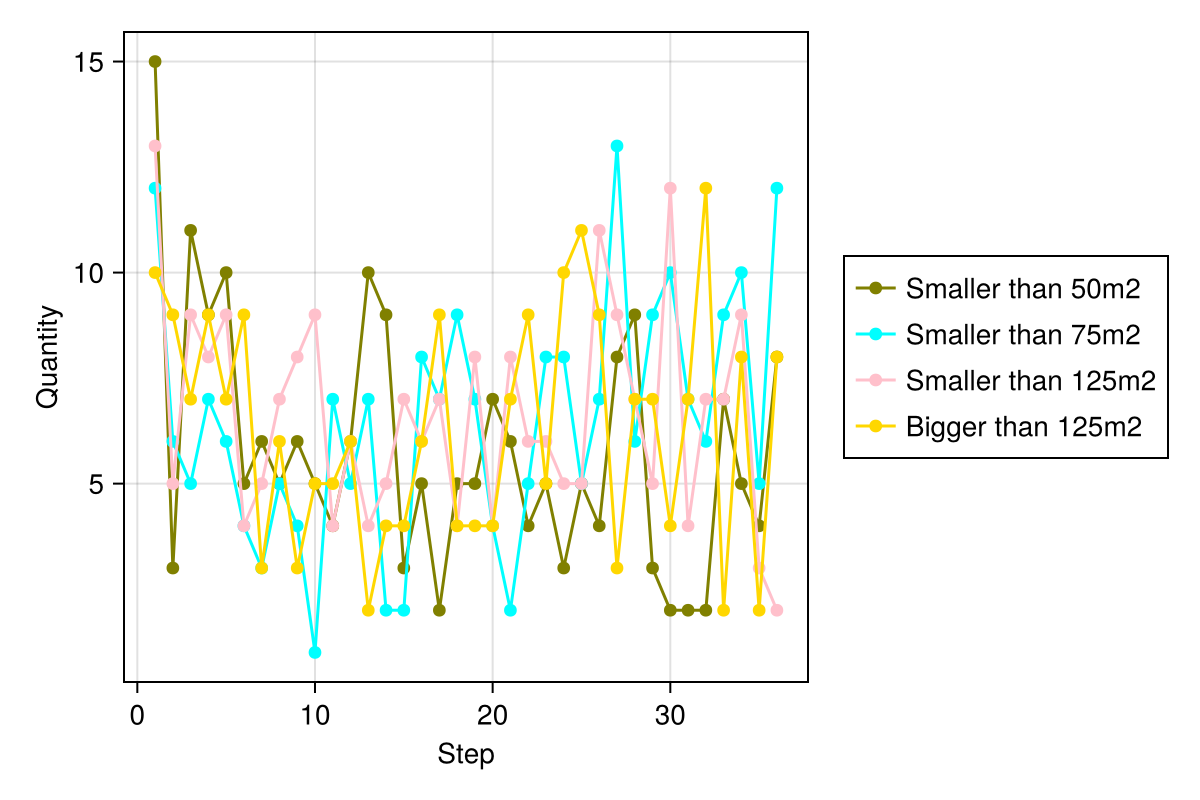 15
10
5
Quantity
0 10 20 30
Step
Smaller than 50m2
Smaller than 75m2
Smaller than 125m2
Bigger than 125m2